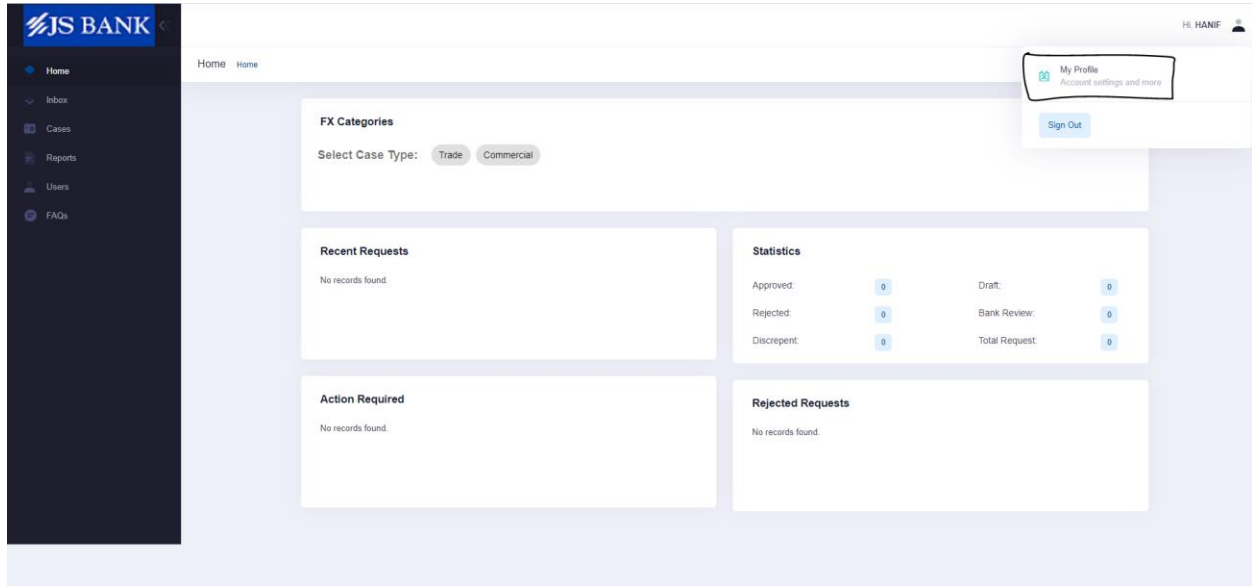 JS BANK
Hi, HANIF
Home
Inbox
Cases
Reports
Users
FAQs
Home Home
My Profile
Account settings and more
Sign Out
FX Categories
Select Case Type: Trade Commercial
Recent Requests
No records found.
Statistics
Approved: 0 Draft: 0
Rejected: 0 Bank Review: 0
Discrepent: 0 Total Request: 0
Action Required
No records found.
Rejected Requests
No records found.